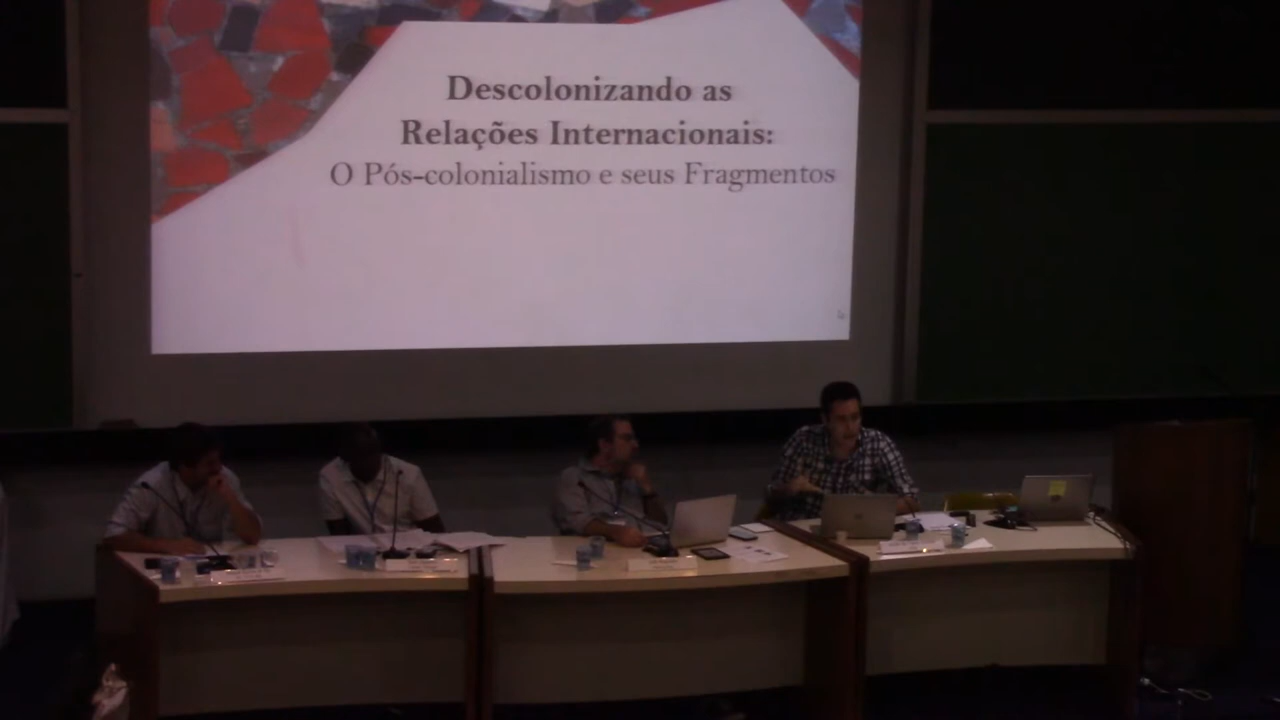 Descolonizando as
Relações Internacionais:
O Pós-colonialismo e seus Fragmentos